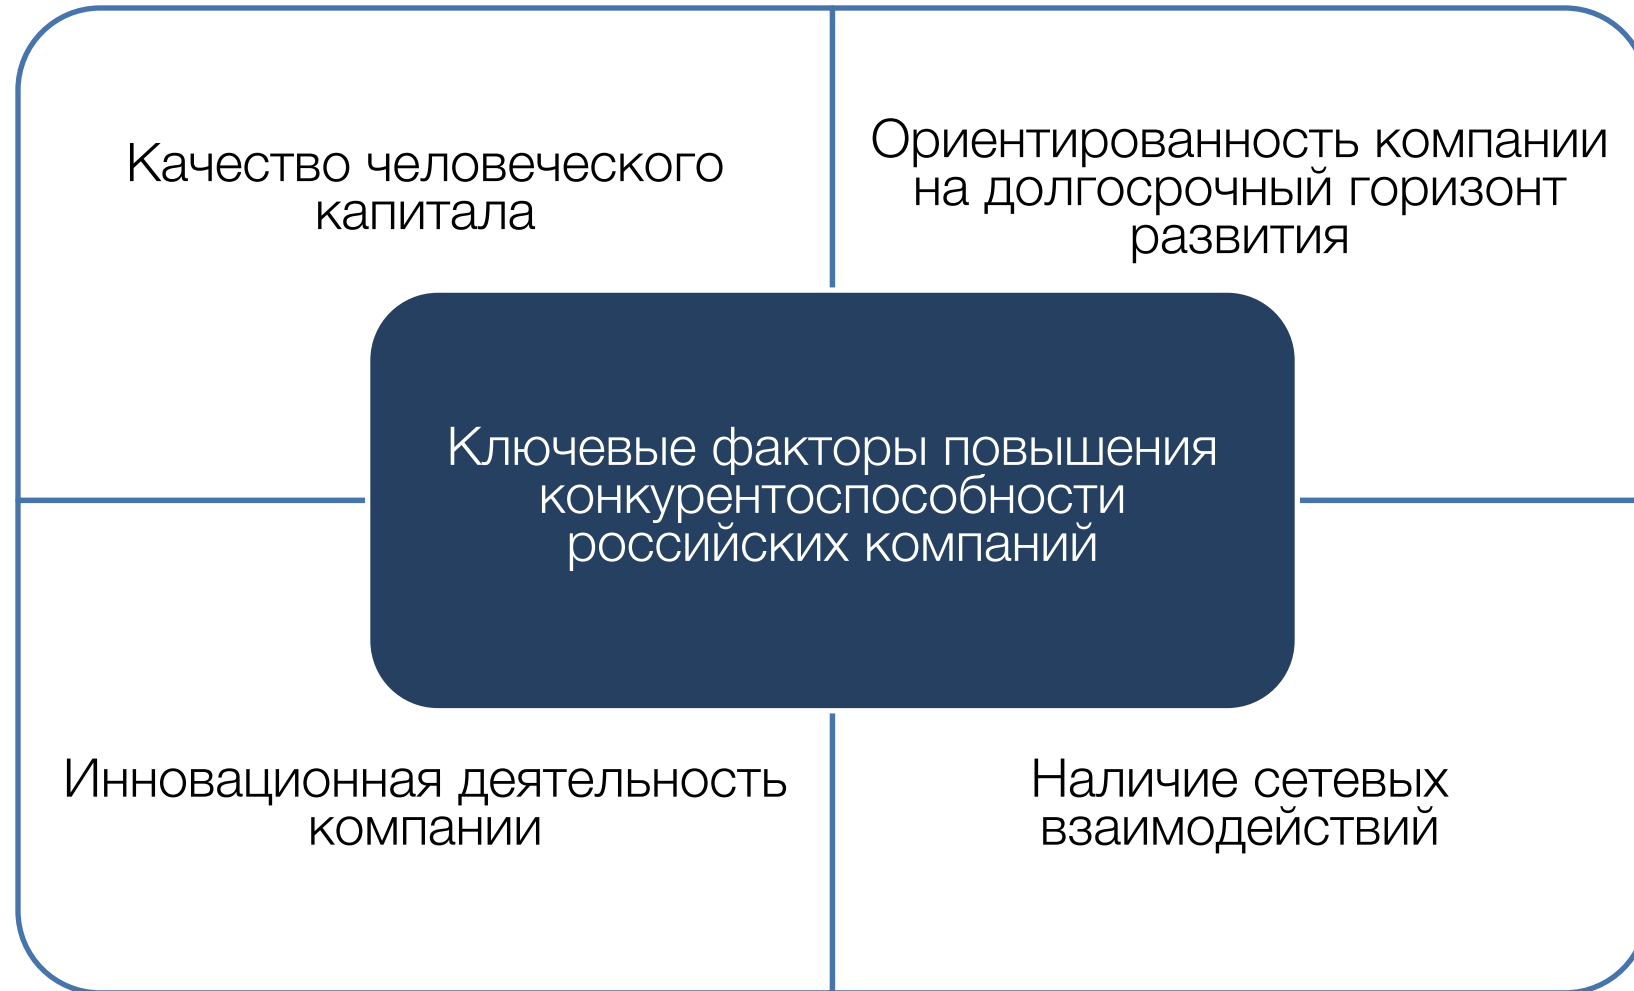 Качество человеческого
капитала
Ориентированность компании
на долгосрочный горизонт
развития
Ключевые факторы повышения
конкурентоспособности
российских компаний
Инновационная деятельность
компании
Наличие сетевых
взаимодействий